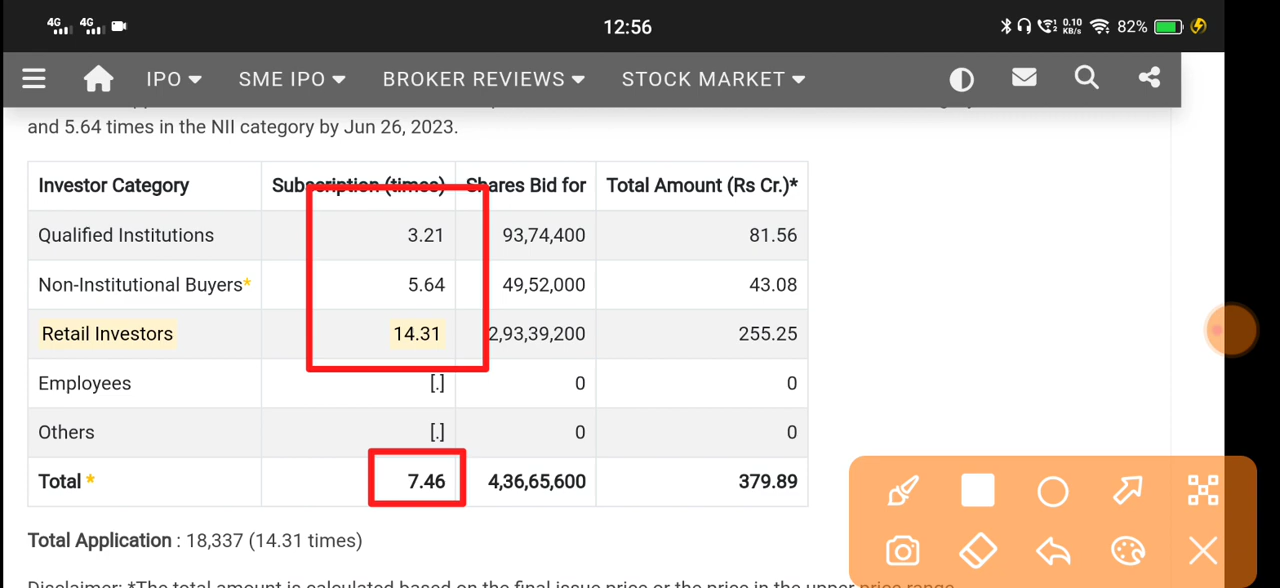 4G 4G 12:56 2 0.10 KB/s 82%
IPO SME IPO BROKER REVIEWS STOCK MARKET
and 5.64 times in the NII category by Jun 26, 2023.
Investor Category Subscription (times) Shares Bid for Total Amount (Rs Cr.)*
Qualified Institutions 3.21 93,74,400 81.56
Non-Institutional Buyers* 5.64 49,52,000 43.08
Retail Investors 14.31 2,93,39,200 255.25
Employees [.] 0 0
Others [.] 0 0
Total * 7.46 4,36,65,600 379.89
Total Application : 18,337 (14.31 times)
Disclaimer: *The total amount is calculated based on the final issue price or the price in the upper price range